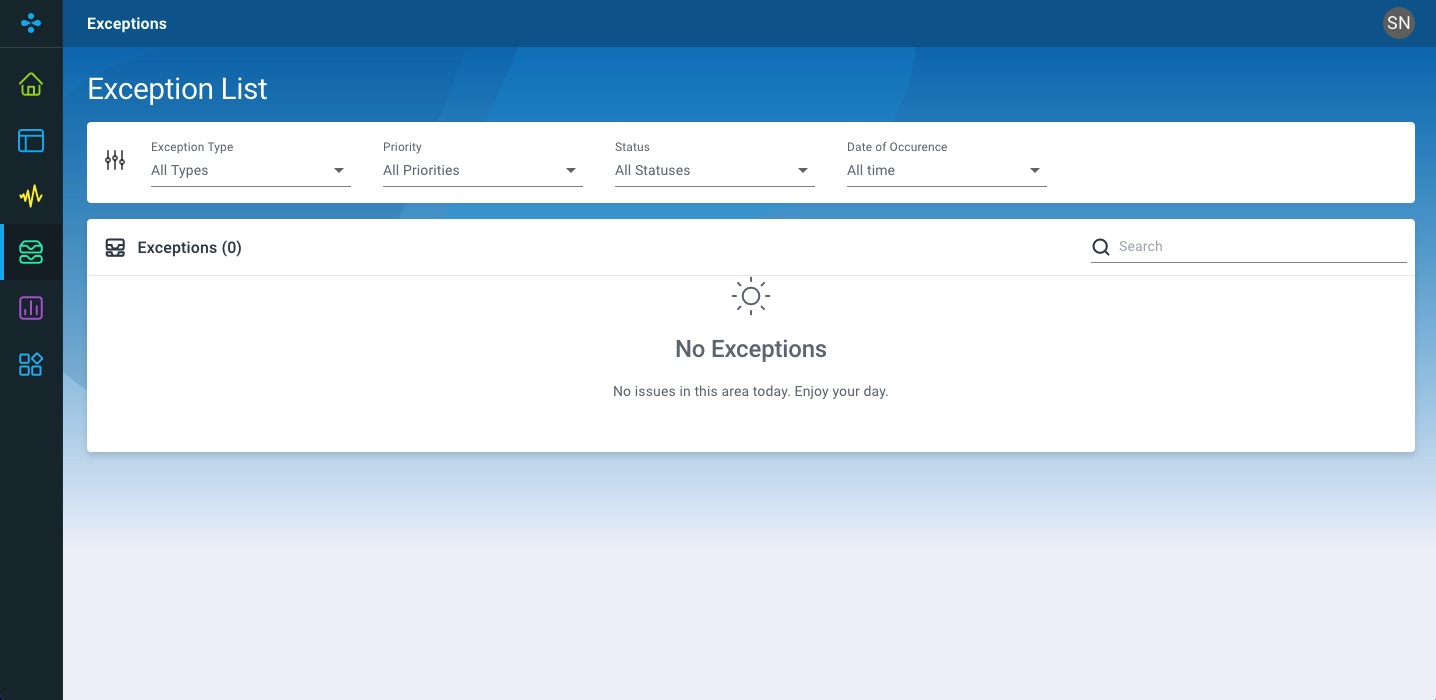 Exceptions
SN
Exception List
Exception Type
All Types
Priority
All Priorities
Status
All Statuses
Date of Occurence
All time
Exceptions (0)
Search
No Exceptions
No issues in this area today. Enjoy your day.